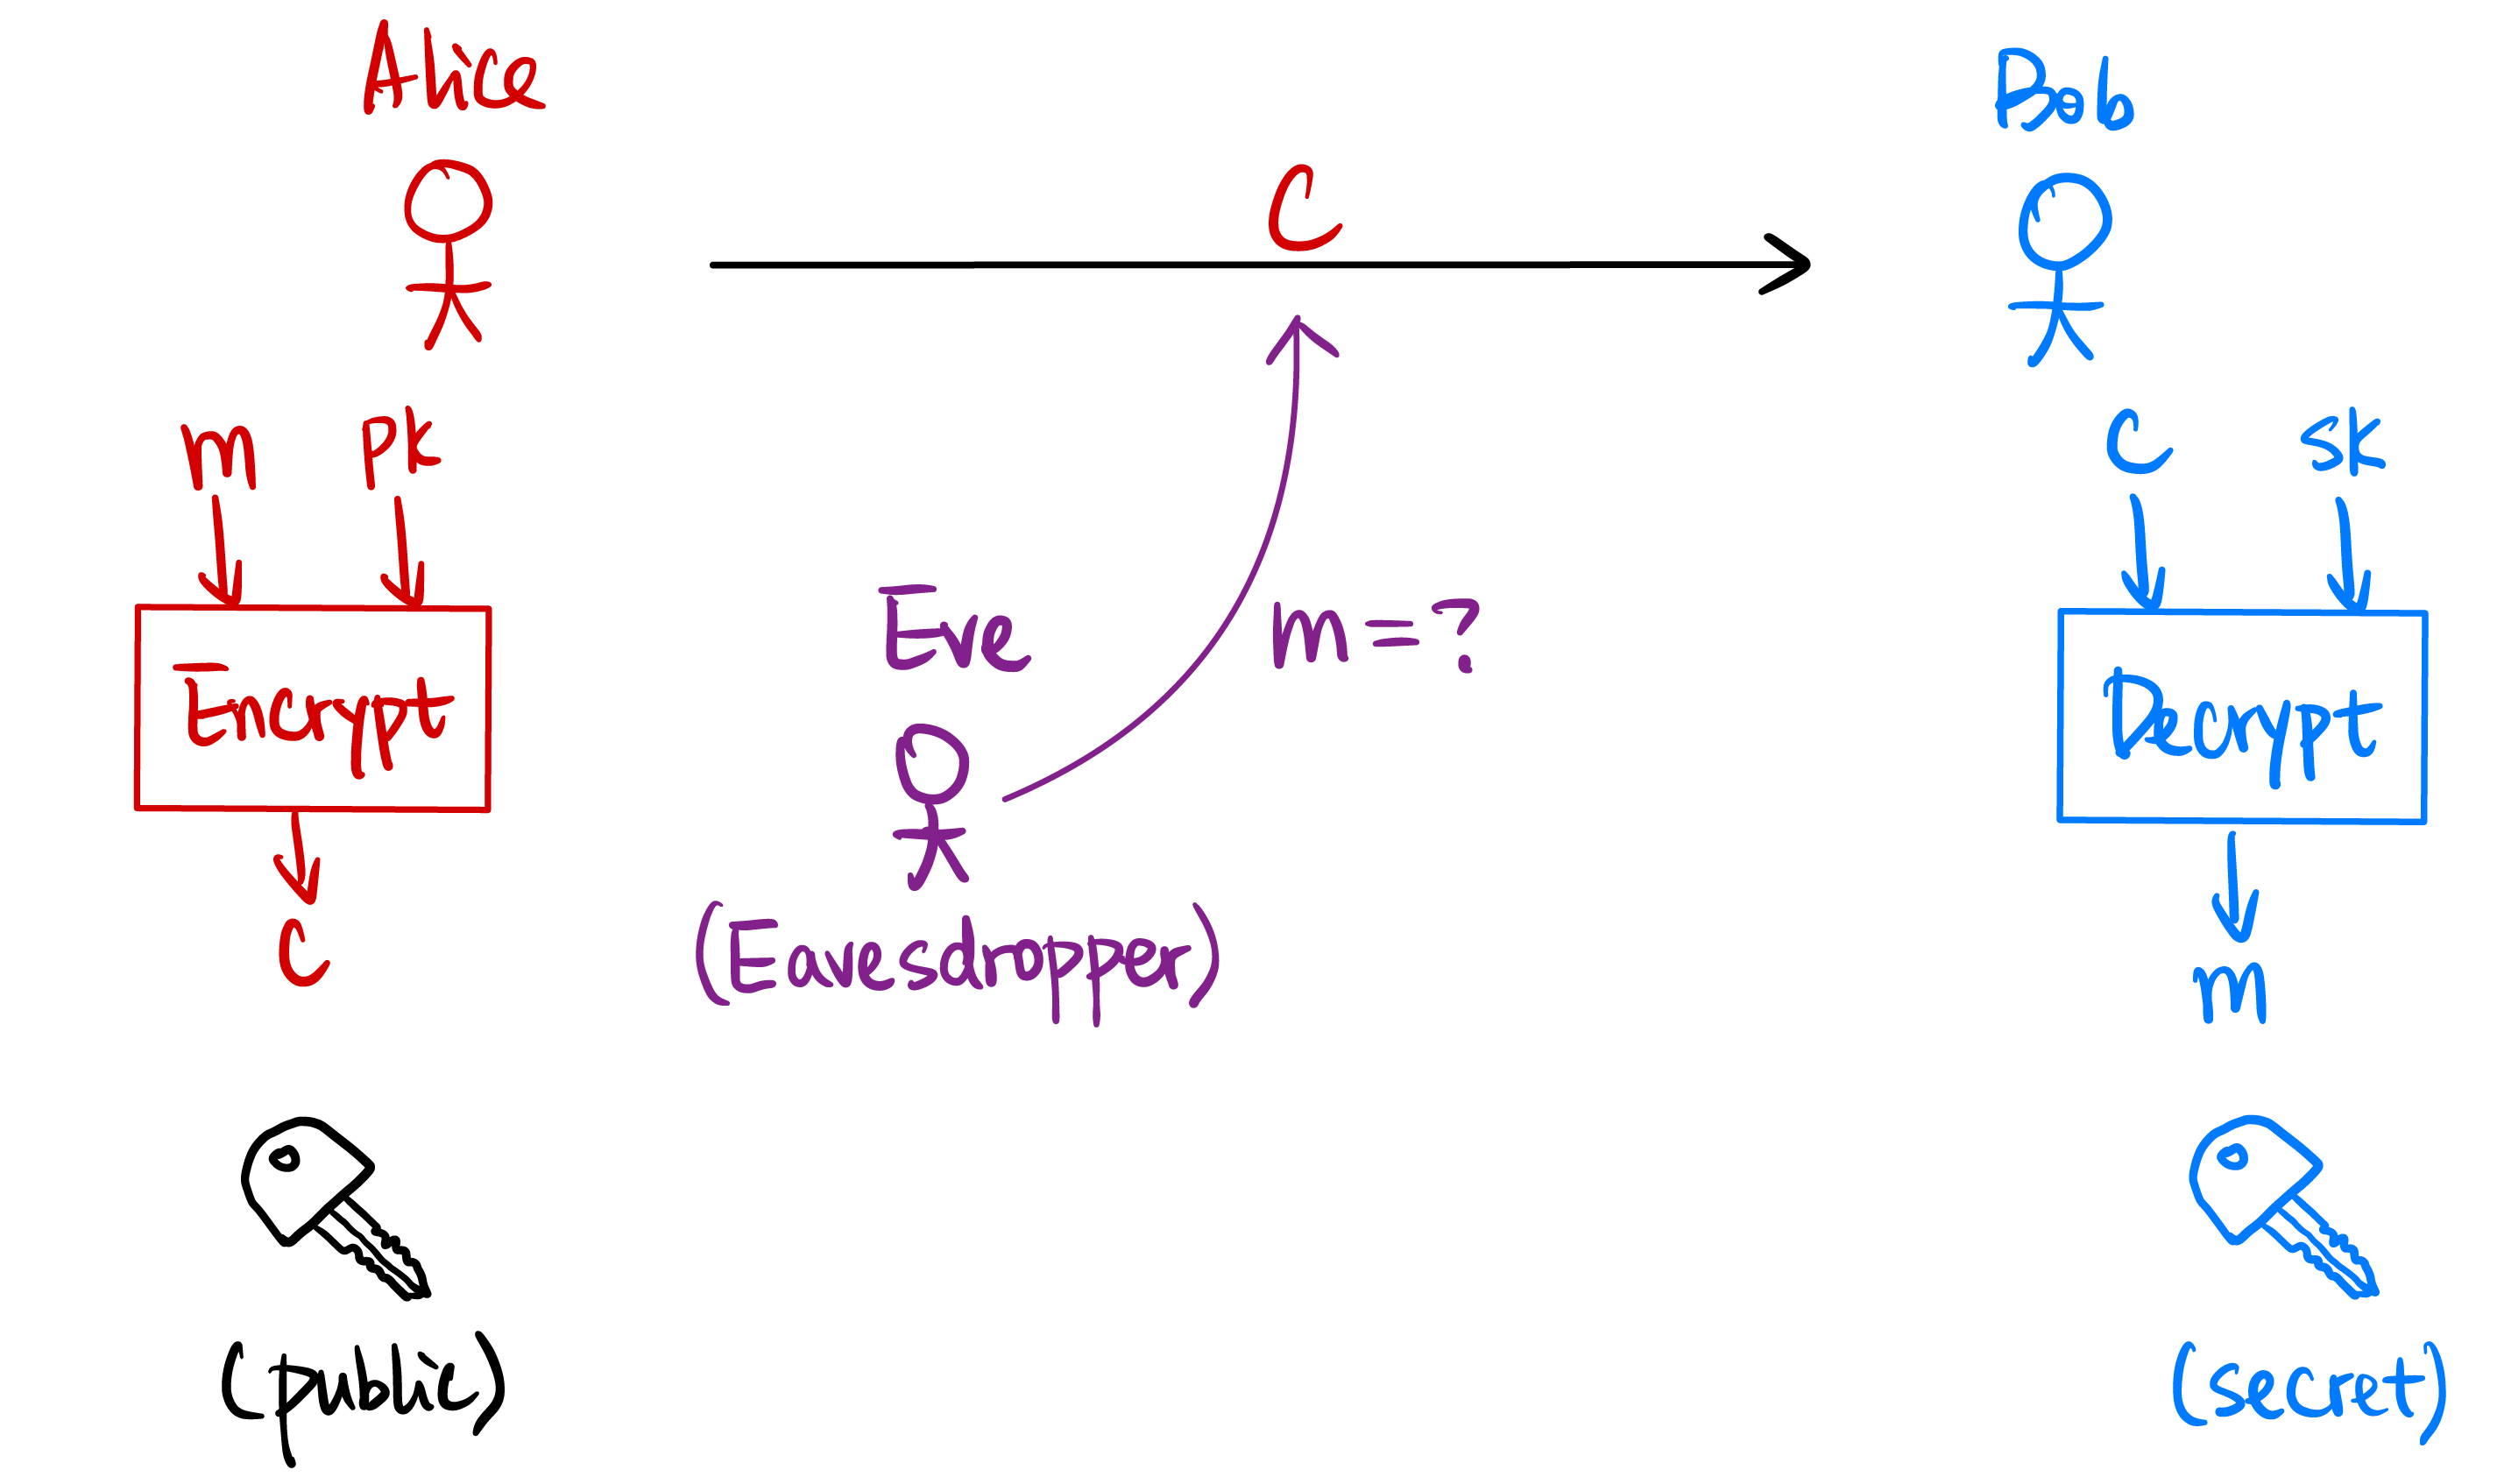 Alice
Bob
C
m pk
C sk
Eve
m=?
Encrypt
Decrypt
C
(Eavesdropper)
m
(public)
(secret)